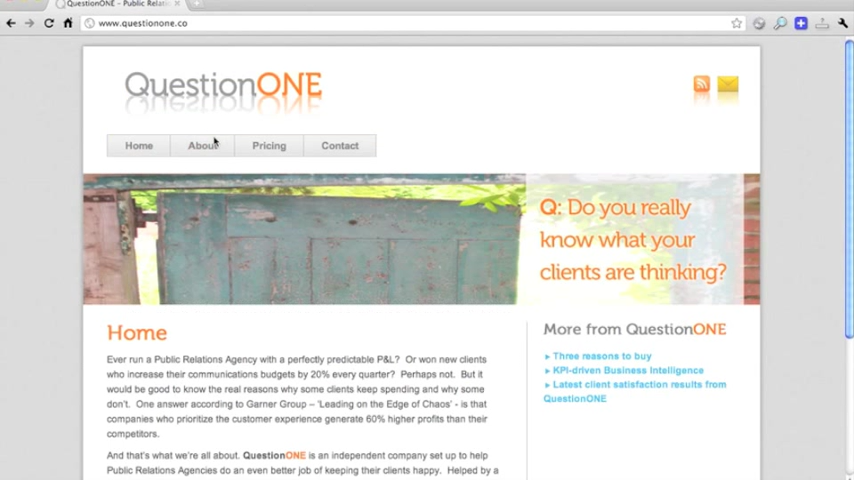 QuestionONE – Public Relati
www.questionone.co
QuestionONE
Home About Pricing Contact
Q: Do you really
know what your
clients are thinking?
Home
Ever run a Public Relations Agency with a perfectly predictable P&L? Or won new clients
who increase their communications budgets by 20% every quarter? Perhaps not. But it
would be good to know the real reasons why some clients keep spending and why some
don't. One answer according to Garner Group – 'Leading on the Edge of Chaos' - is that
companies who prioritize the customer experience generate 60% higher profits than their
competitors.
And that's what we're all about. QuestionONE is an independent company set up to help
Public Relations Agencies do an even better job of keeping their clients happy. Helped by a
More from QuestionONE
Three reasons to buy
KPI-driven Business Intelligence
Latest client satisfaction results from
QuestionONE